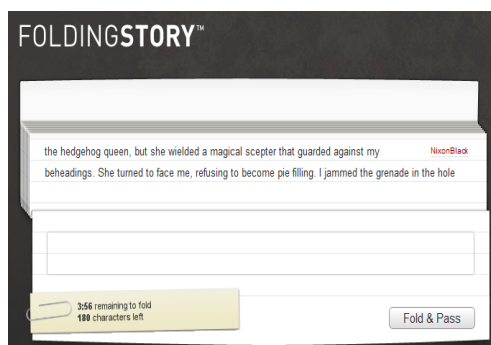 FOLDINGSTORY™
the hedgehog queen, but she wielded a magical scepter that guarded against my
NixonBlack
beheadings. She turned to face me, refusing to become pie filling. I jammed the grenade in the hole
3:56 remaining to fold
180 characters left
Fold & Pass